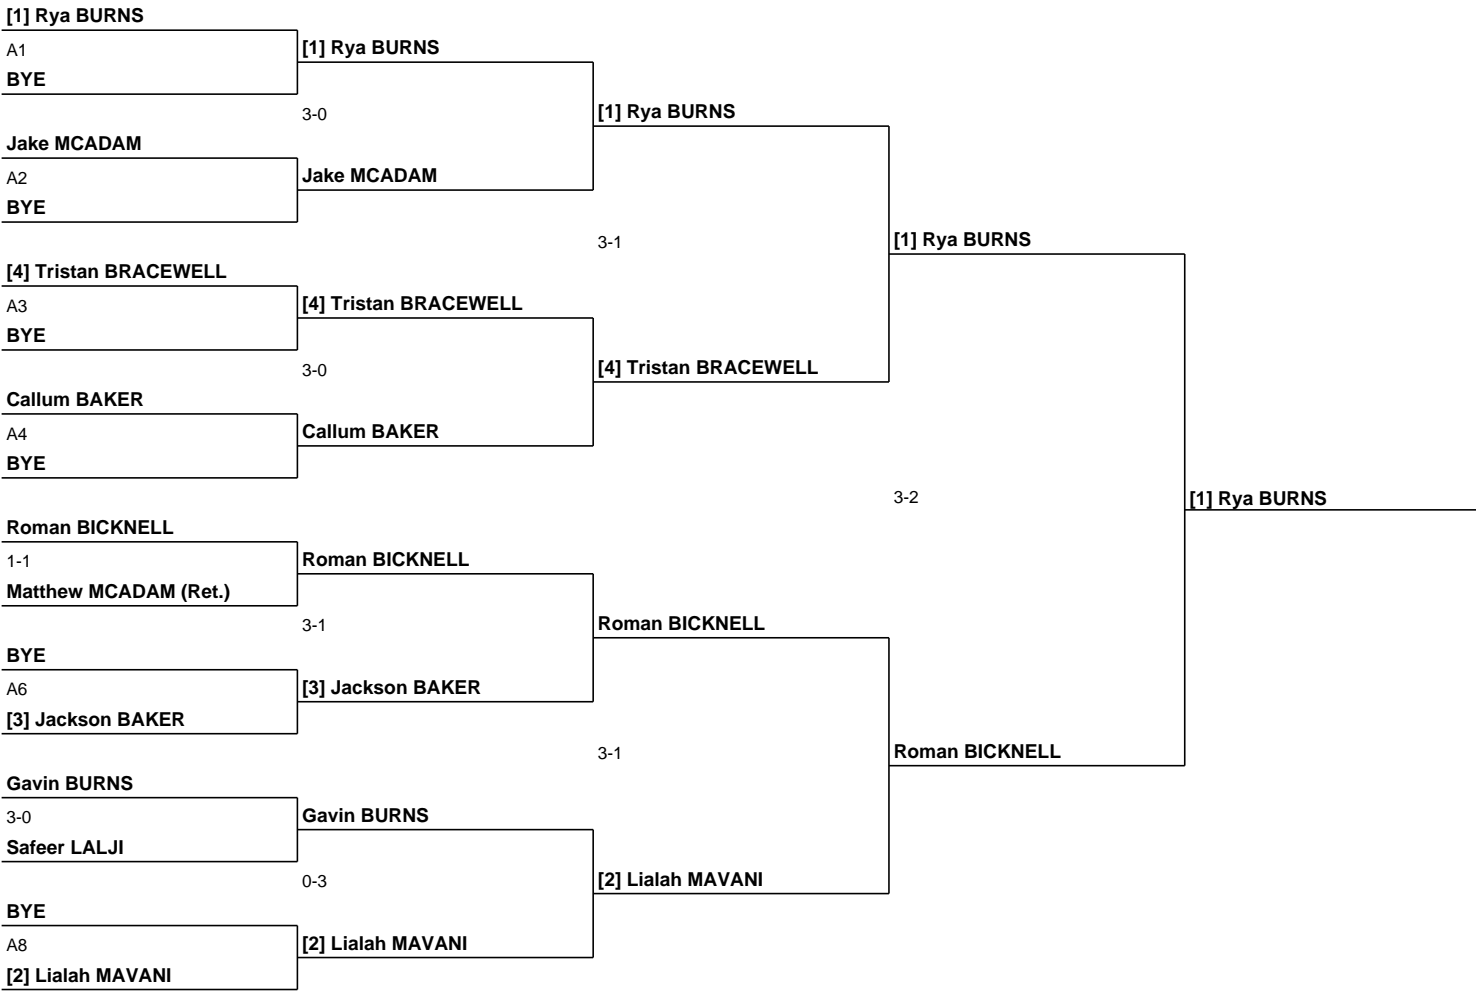 [1] Rya BURNS
A1
BYE
Jake MCADAM
A2
BYE
[4] Tristan BRACEWELL
A3
BYE
Callum BAKER
A4
BYE
Roman BICKNELL
1-1
Matthew MCADAM (Ret.)
BYE
A6
[3] Jackson BAKER
Gavin BURNS
3-0
Safeer LALJI
BYE
A8
[2] Lialah MAVANI
[1] Rya BURNS
3-0
Jake MCADAM
[4] Tristan BRACEWELL
3-0
Callum BAKER
Roman BICKNELL
3-1
[3] Jackson BAKER
Gavin BURNS
0-3
[2] Lialah MAVANI
[1] Rya BURNS
3-1
[4] Tristan BRACEWELL
Roman BICKNELL
3-1
[2] Lialah MAVANI
[1] Rya BURNS
3-2
Roman BICKNELL
[1] Rya BURNS